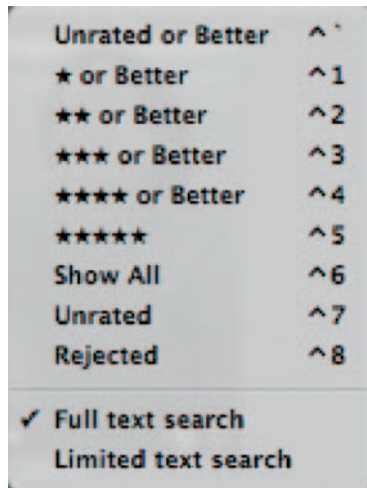 Unrated or Better ^`
★ or Better ^1
★★ or Better ^2
★★★ or Better ^3
★★★★ or Better ^4
★★★★★ ^5
Show All ^6
Unrated ^7
Rejected ^8
✓ Full text search
Limited text search